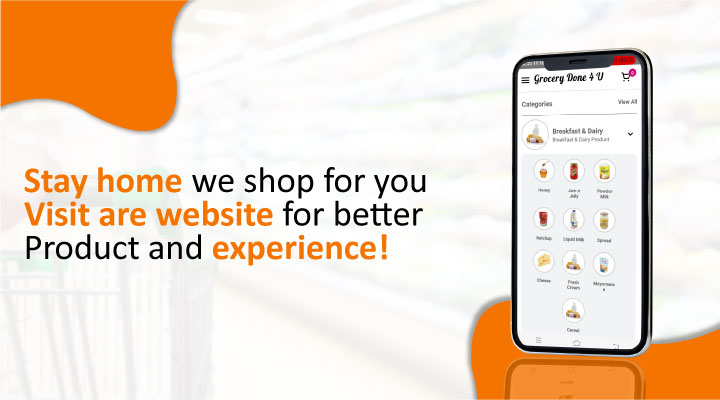 Stay home we shop for you
Visit are website for better
Product and experience!
Grocery Done 4 U
0
Categories
View All
Breakfast & Dairy
Breakfast & Dairy Product
Honey
Jam n
Jelly
Powder
Milk
Ketchup
Liquid Milk
Spread
Cheese
Fresh
Cream
Mayonnais
e
Cereal